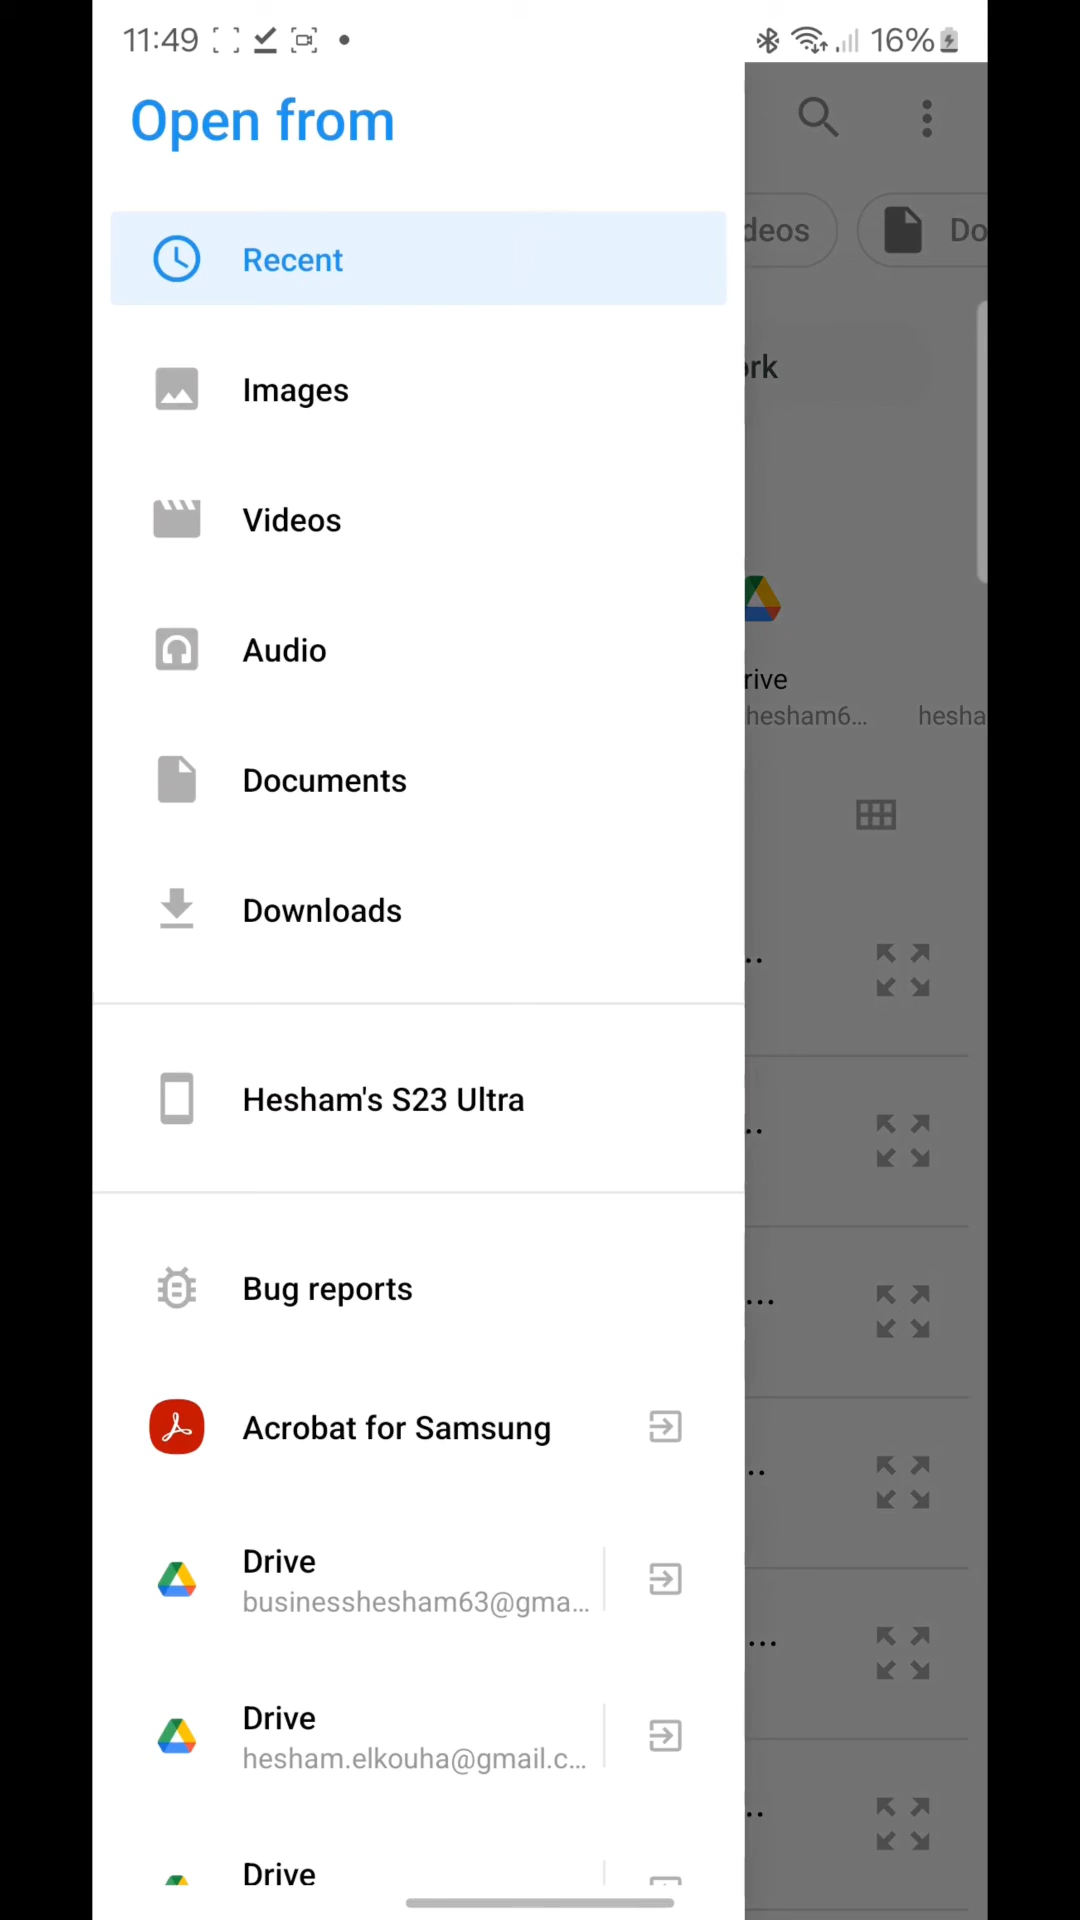 11:49
16%
Open from
Recent
Images
Videos
Audio
Documents
Downloads
Hesham's S23 Ultra
Bug reports
Acrobat for Samsung
Drive
businesshesham63@gma...
Drive
hesham.elkouha@gmail.c...
Drive
deos
Do
rk
rive
hesham6...
hesha
..
..
...
..
...
..